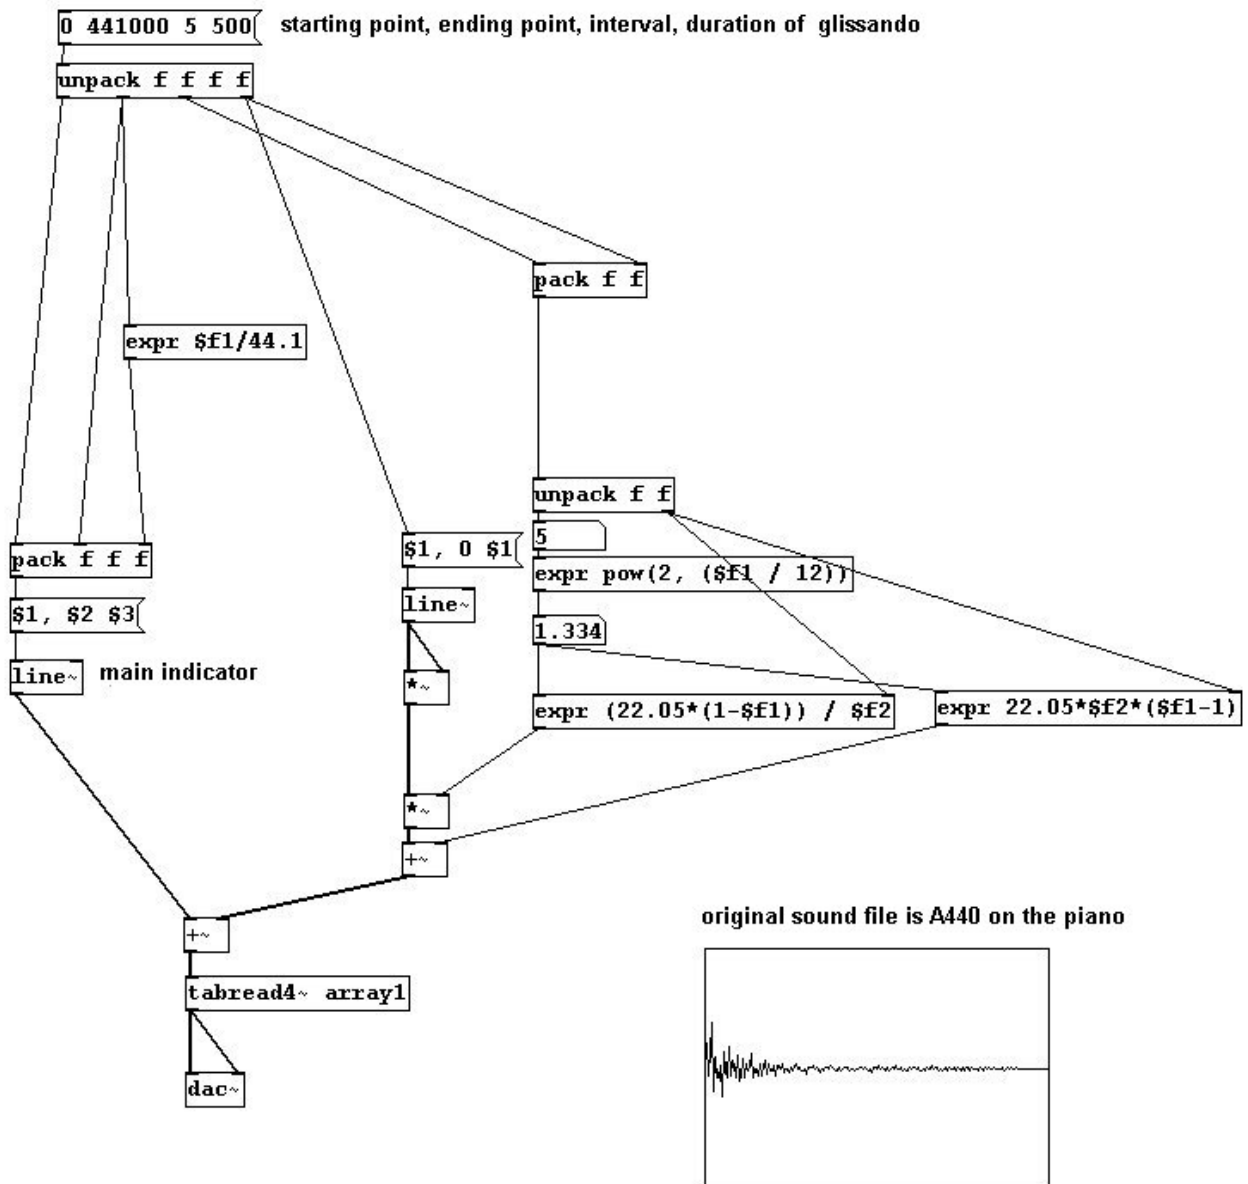 0 441000 5 500
starting point, ending point, interval, duration of glissando
unpack f f f f
pack f f
expr $f1/44.1
unpack f f
5
$1, 0 $1
pack f f f
expr pow(2, ($f1 / 12))
line~
$1, $2 $3
1.334
line~
main indicator
*~
expr (22.05*(1-$f1)) / $f2
expr 22.05*$f2*($f1-1)
*~
+~
original sound file is A440 on the piano
+~
tabread4~ array1
dac~